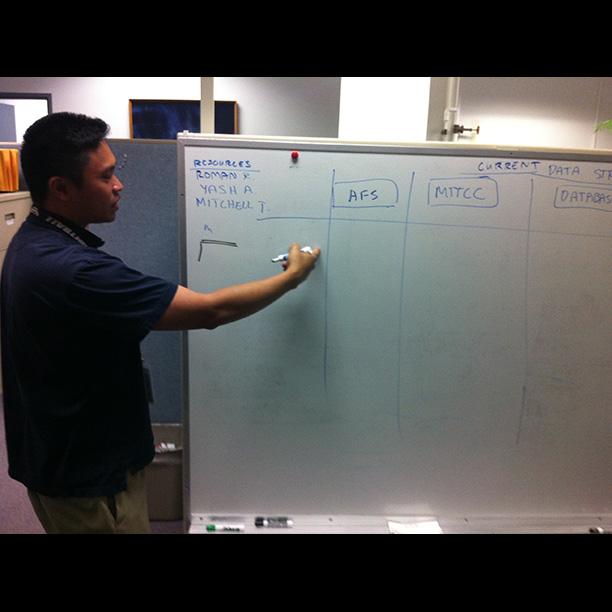 RESOURCES
ROMAN Y.
YASH A.
MITCHELL T.
CURRENT DATA
AFS
MITCC